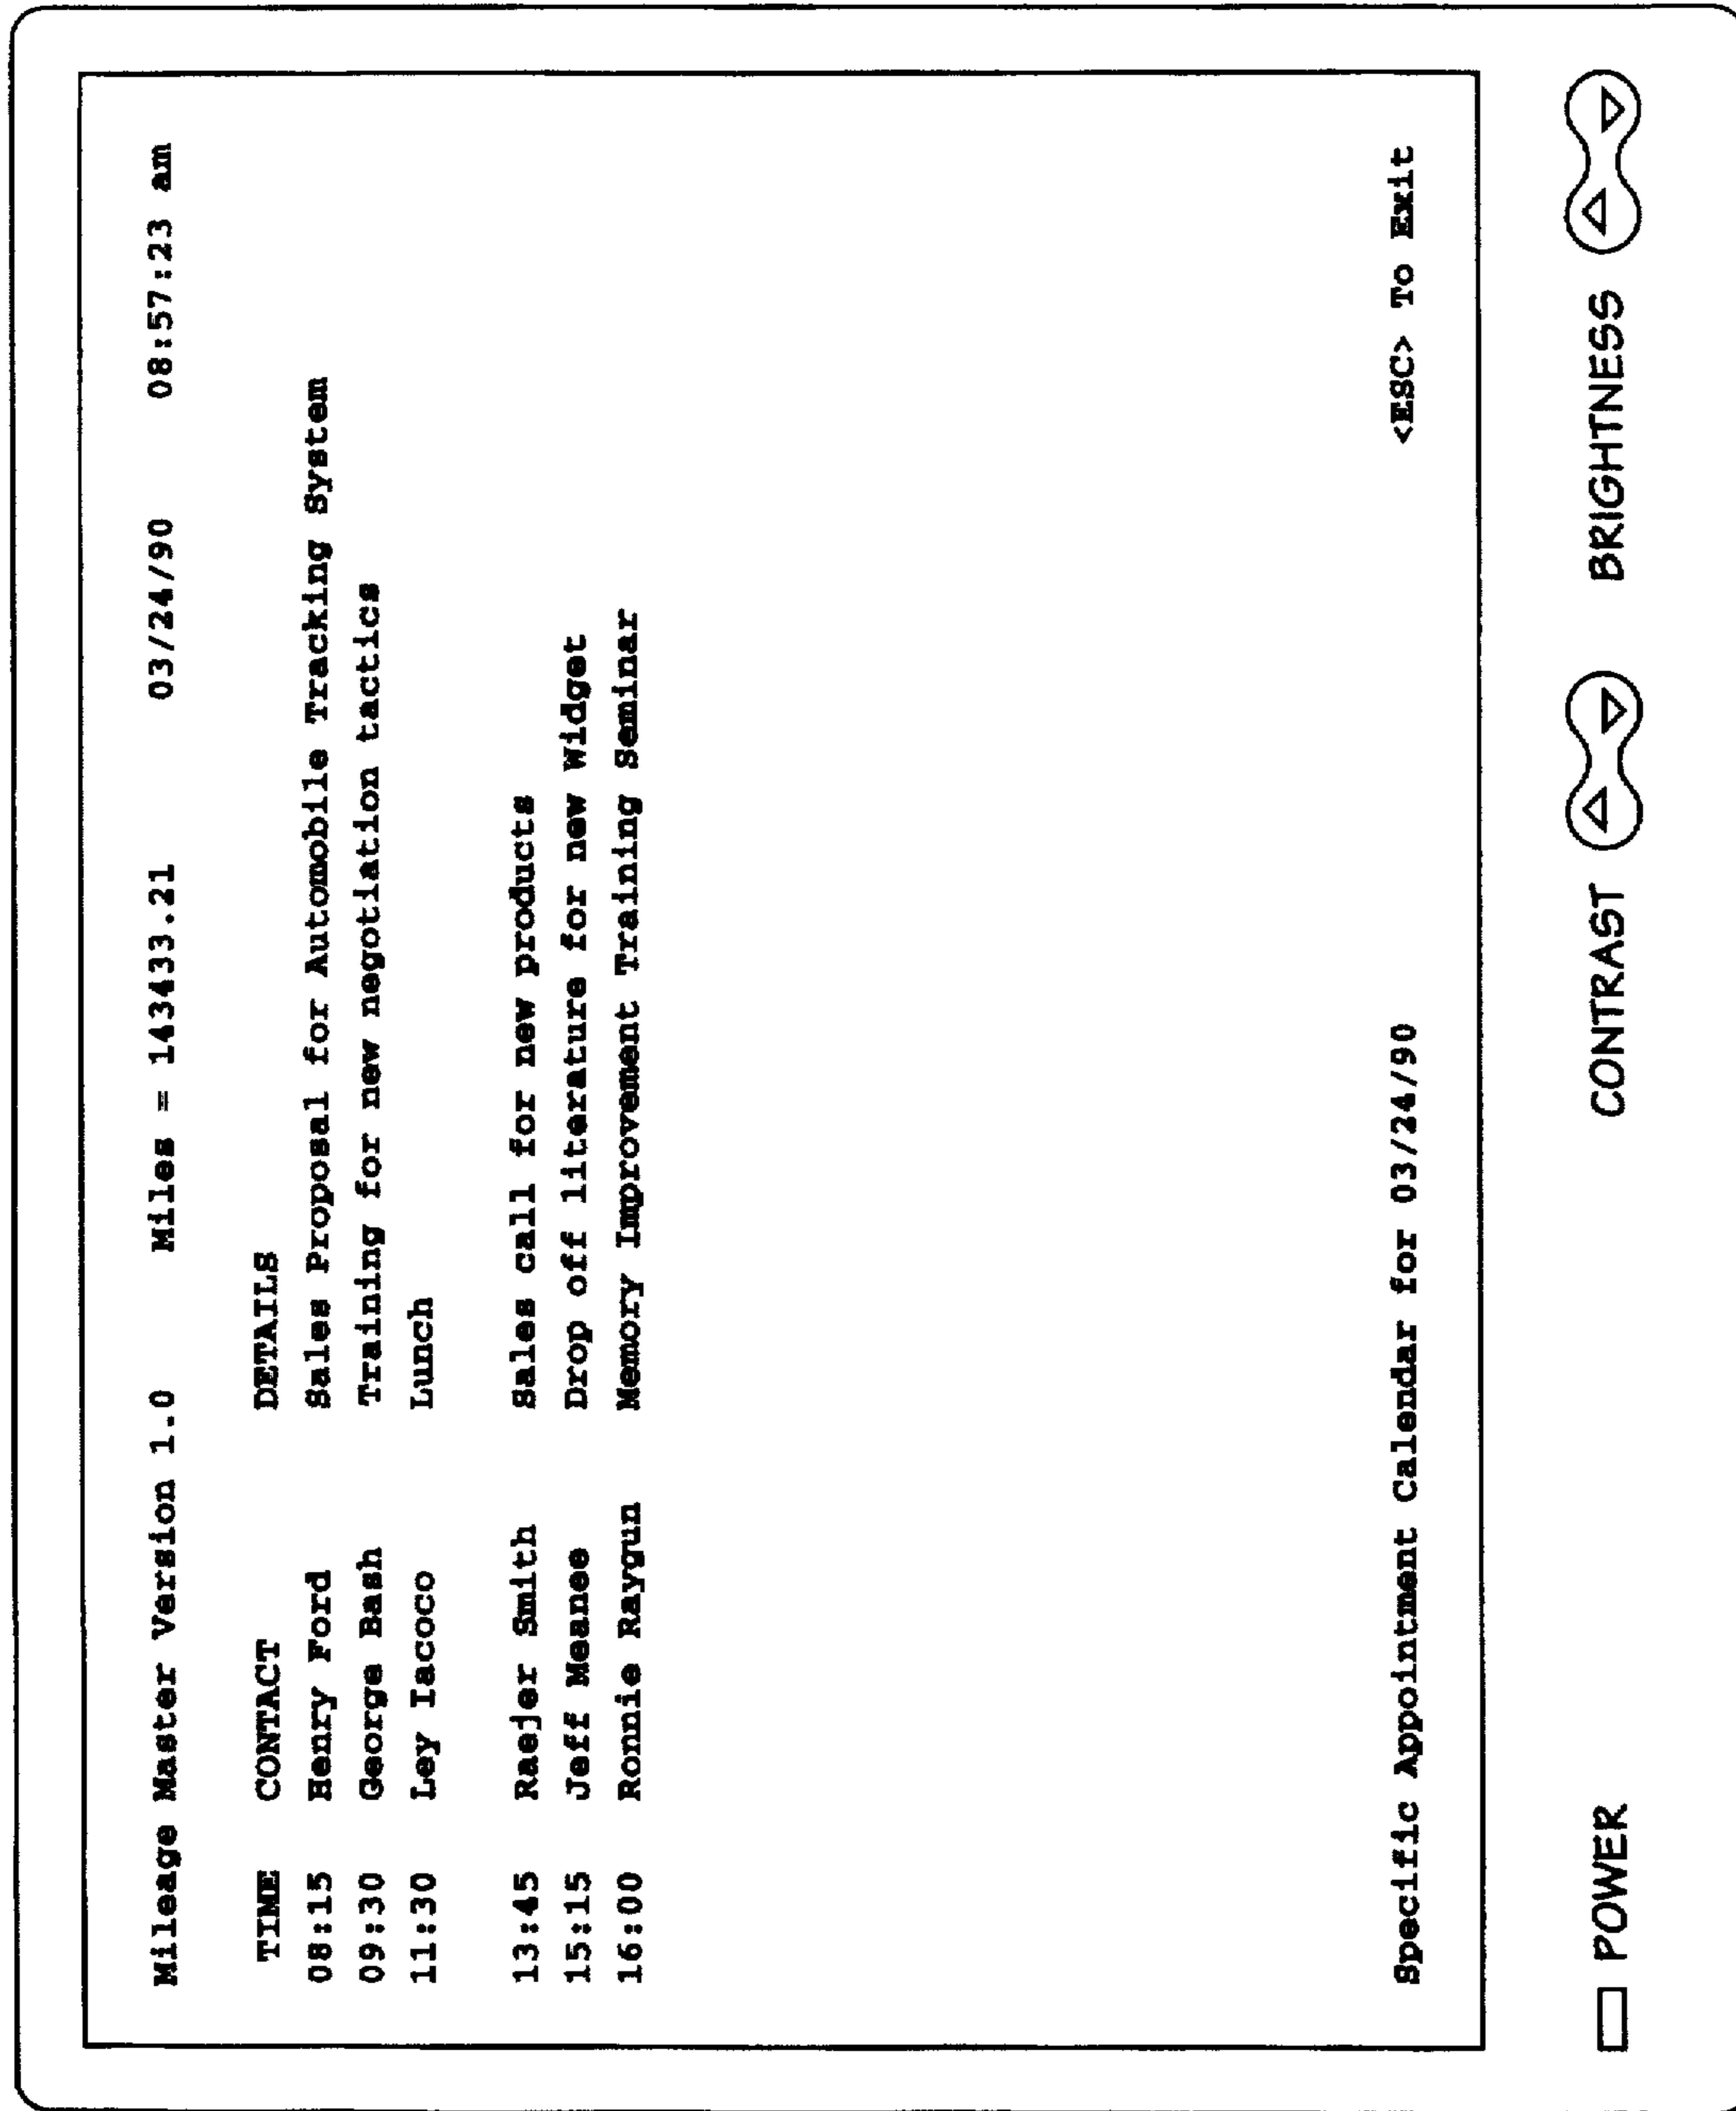 Mileage Master Version 1.0 Miles = 143433.21 03/24/90 08:57:23 am
TIME CONTACT DETAILS
08:15 Henry Ford Sales Proposal for Automobile Tracking System
09:30 George Bash Training for new negotiation tactics
11:30 Ley Iacoco Lunch
13:45 Raejer Smith Sales call for new products
15:15 Jeff Meanee Drop off literature for new Widget
16:00 Ronnie Raygun Memory Improvement Training Seminar
Specific Appointment Calendar for 03/24/90 <ESC> To Exit
POWER CONTRAST BRIGHTNESS